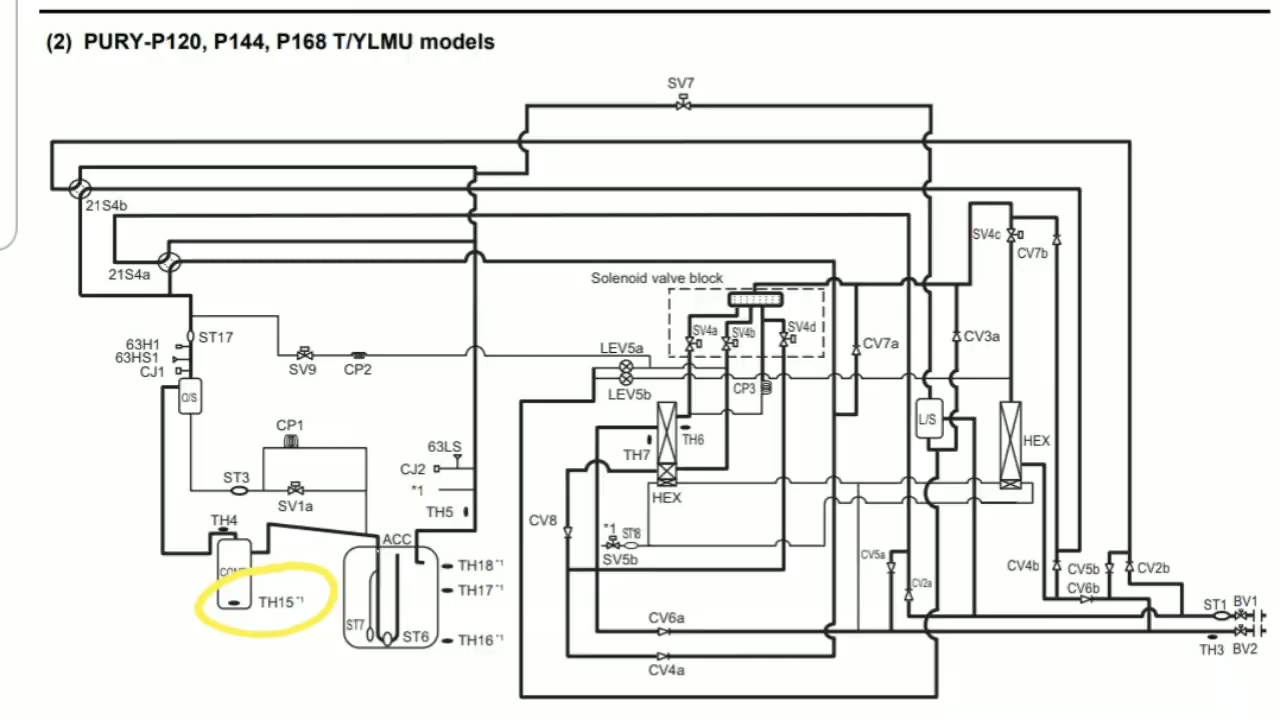 (2) PURY-P120, P144, P168 T/YLMU models
SV7
21S4b
21S4a
SV4c
CV7b
Solenoid valve block
SV4a
SV4b
SV4d
ST17
63H1
63HS1
CJ1
SV9
CP2
LEV5a
LEV5b
CV7a
CV3a
CP3
O/S
CP1
L/S
TH6
TH7
HEX
63LS
CJ2
*1
TH5
ST3
SV1a
HEX
TH4
CV8
*1
ST18
SV5b
ACC
COMP
TH18*1
TH17*1
TH15*1
ST7
ST6
TH16*1
CV5a
CV2a
CV4b
CV5b
CV6b
CV2b
CV6a
CV4a
ST1
BV1
TH3
BV2